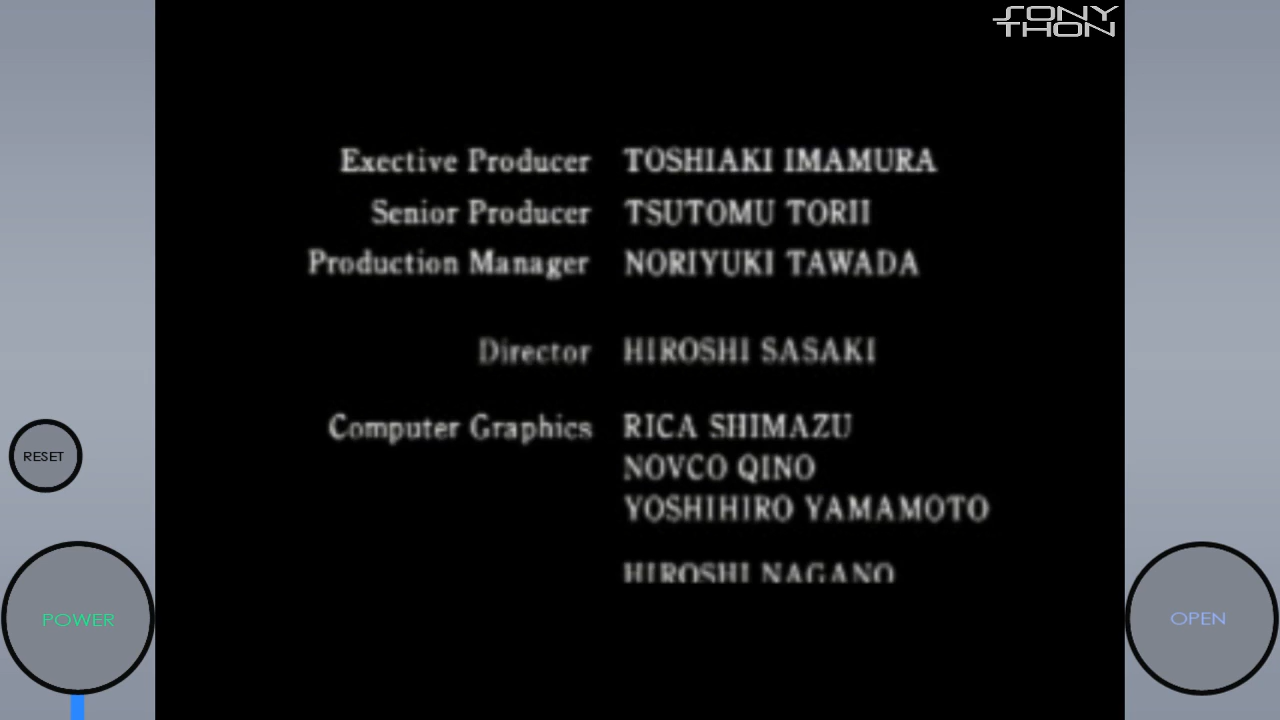 SONY
THON
Exective Producer TOSHIAKI IMAMURA
Senior Producer TSUTOMU TORII
Production Manager NORIYUKI TAWADA
Director HIROSHI SASAKI
Computer Graphics RICA SHIMAZU
NOVCO QINO
YOSHIHIRO YAMAMOTO
HIROSHI NAGANO
RESET
POWER
OPEN